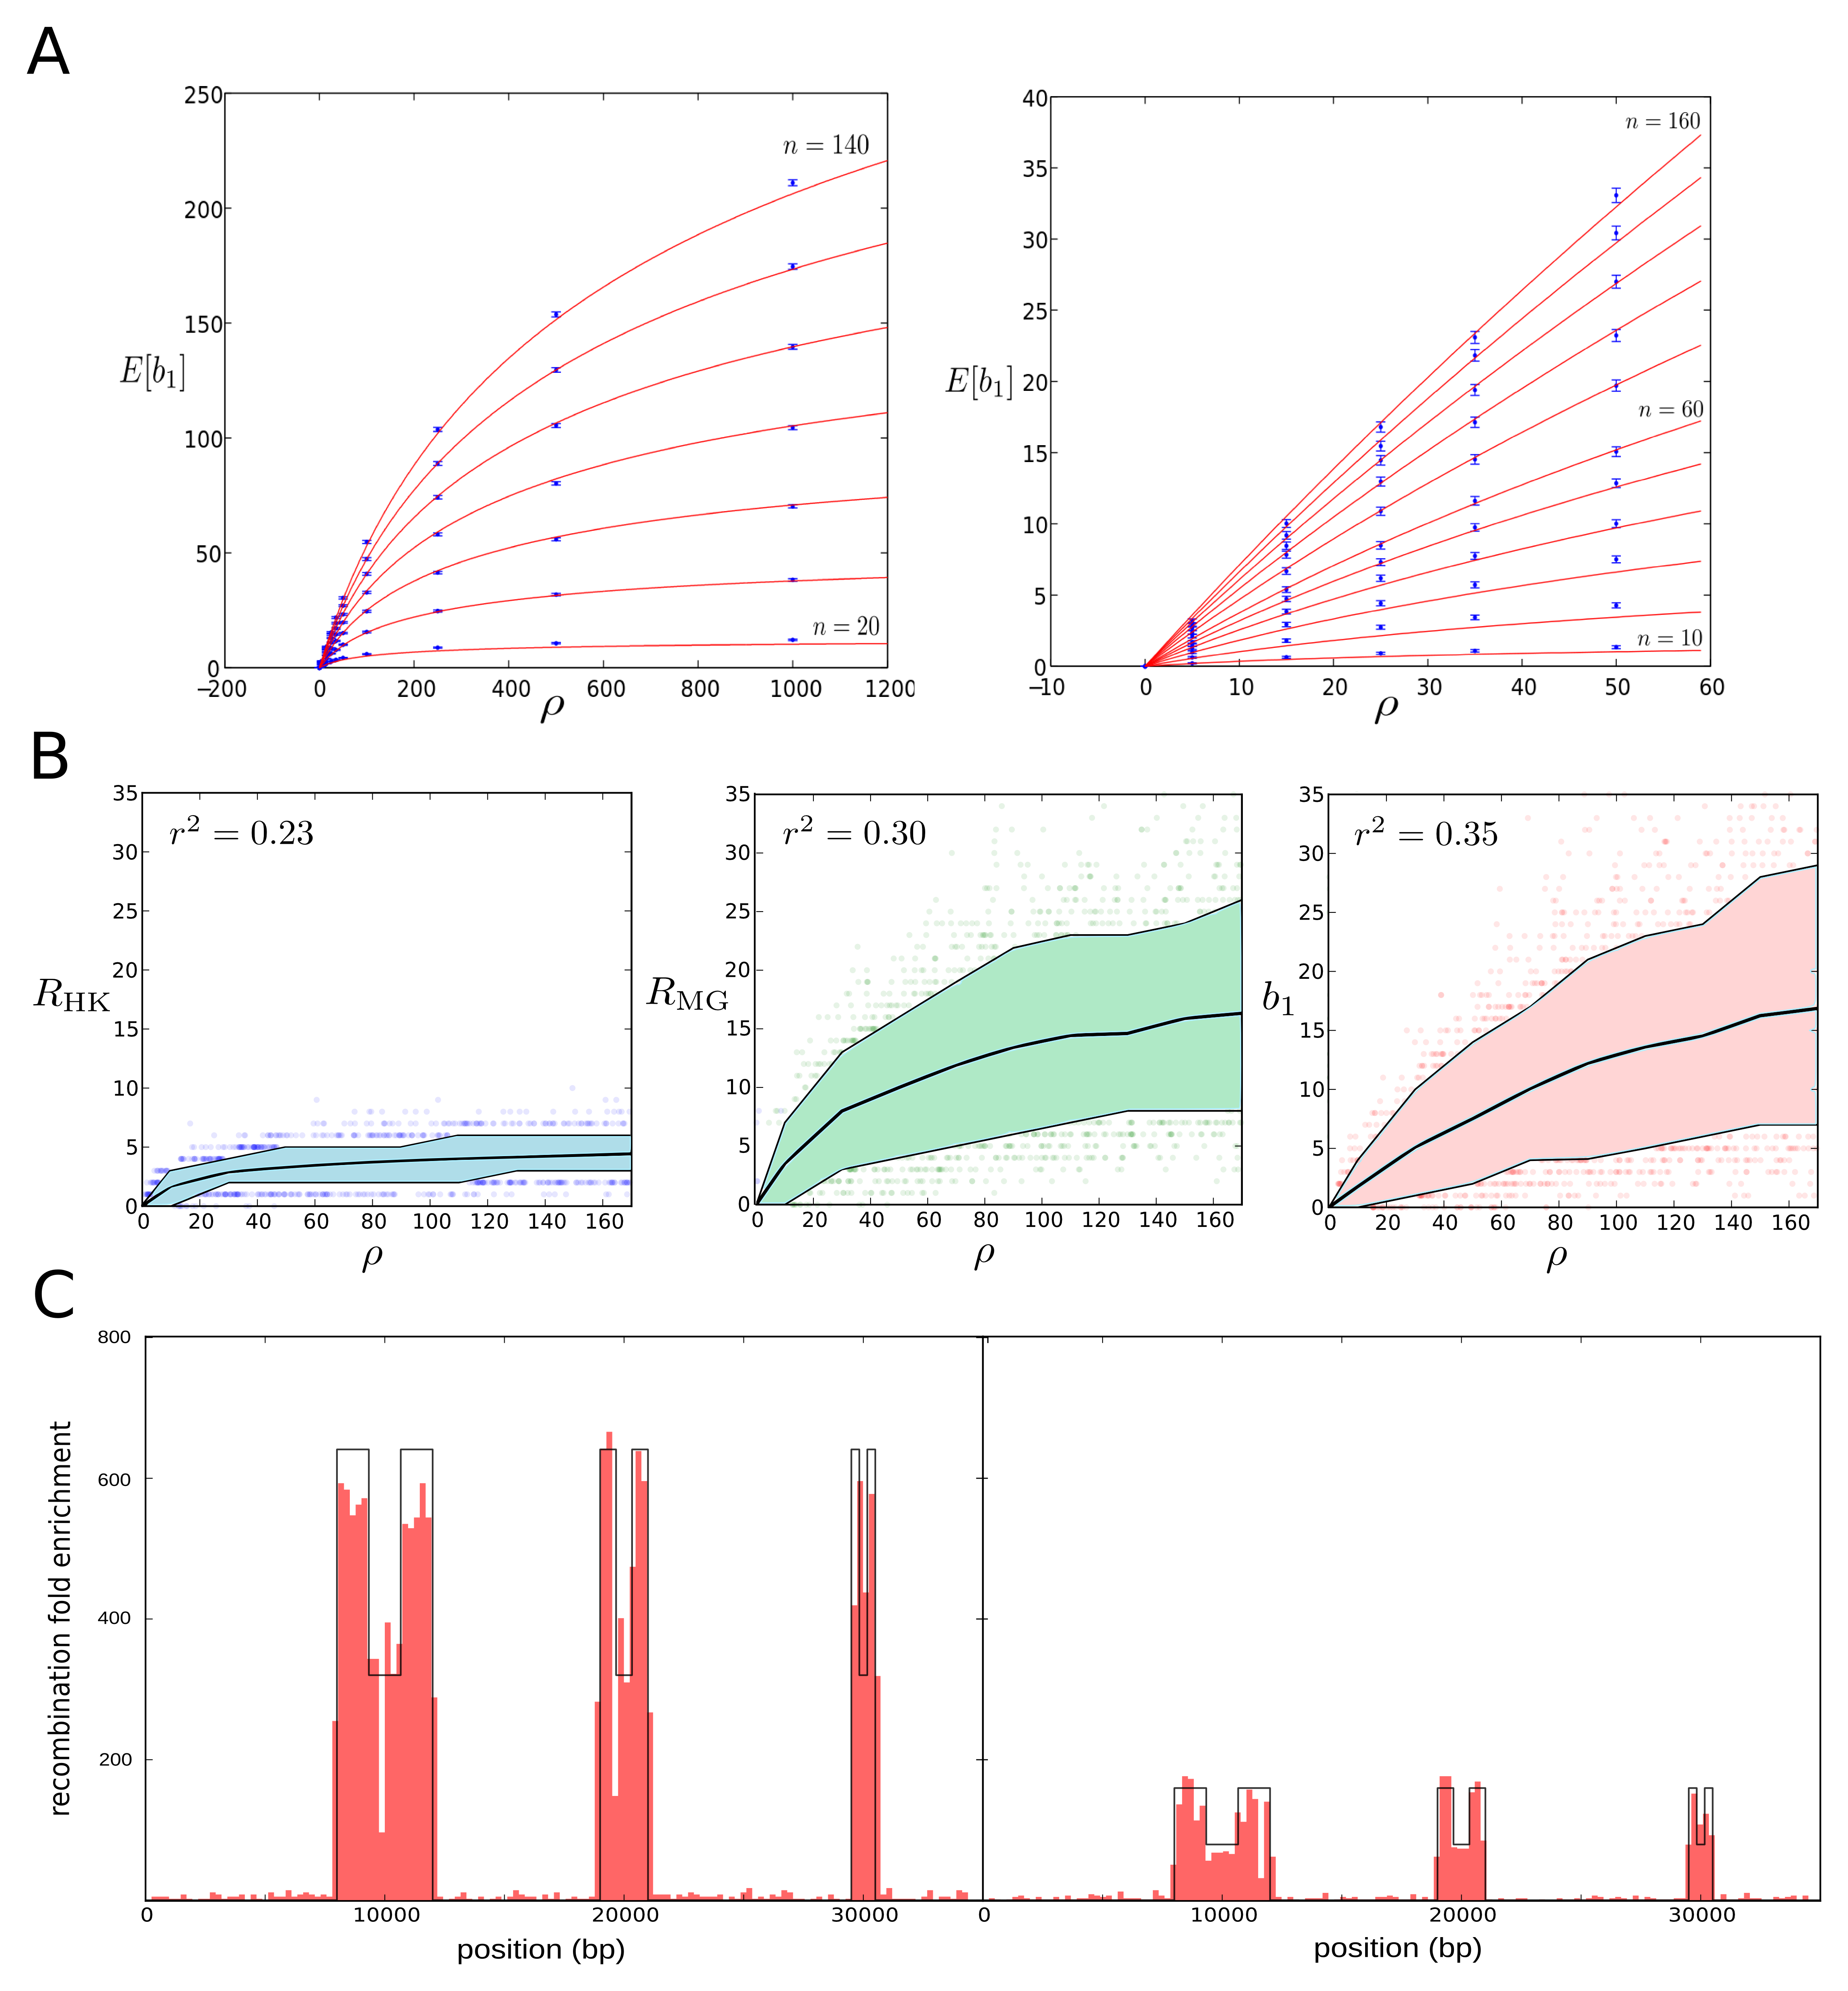 A
250
200
150
100
50
0
E[b₁]
n = 140
n = 20
−200 0 200 400 600 800 1000 1200
ρ
40
35
30
25
20
15
10
5
0
E[b₁]
n = 160
n = 60
n = 10
−10 0 10 20 30 40 50 60
ρ
B
35
30
25
20
15
10
5
0
r² = 0.23
R_HK
0 20 40 60 80 100 120 140 160
ρ
35
30
25
20
15
10
5
0
r² = 0.30
R_MG
0 20 40 60 80 100 120 140 160
ρ
35
30
25
20
15
10
5
0
r² = 0.35
b₁
0 20 40 60 80 100 120 140 160
ρ
C
800
600
400
200
recombination fold enrichment
0 10000 20000 30000
position (bp)
0 10000 20000 30000
position (bp)